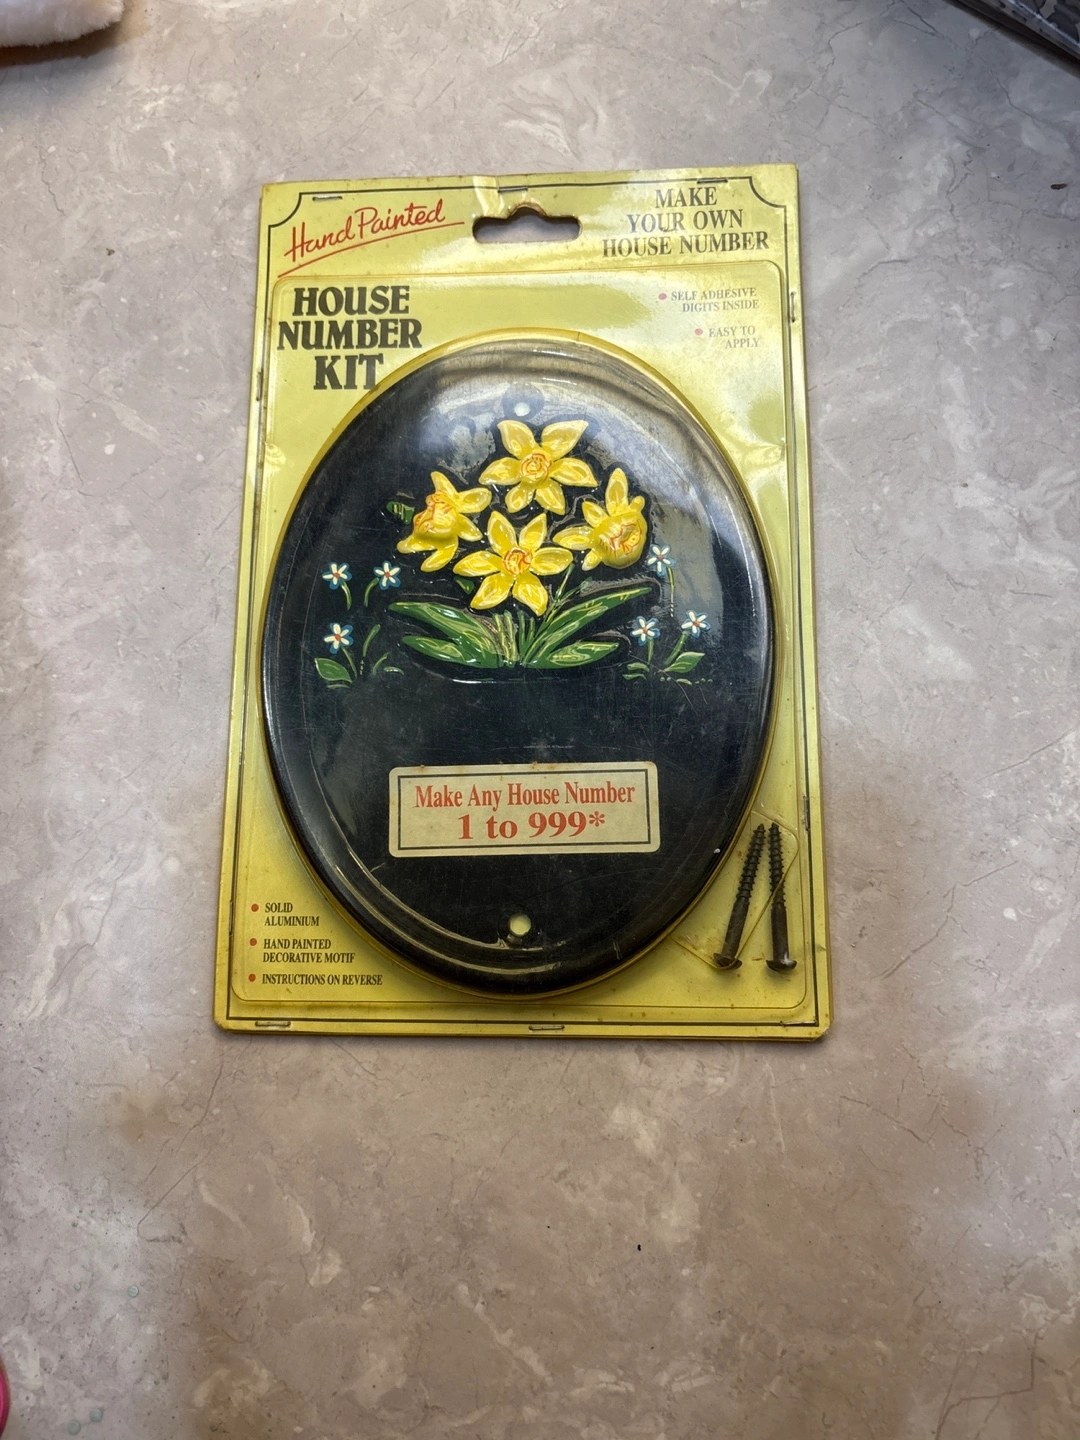 Hand Painted
MAKE
YOUR OWN
HOUSE NUMBER
HOUSE
NUMBER
KIT
• SELF ADHESIVE
DIGITS INSIDE
• EASY TO
APPLY
Make Any House Number
1 to 999*
• SOLID
ALUMINIUM
• HAND PAINTED
DECORATIVE MOTIF
• INSTRUCTIONS ON REVERSE